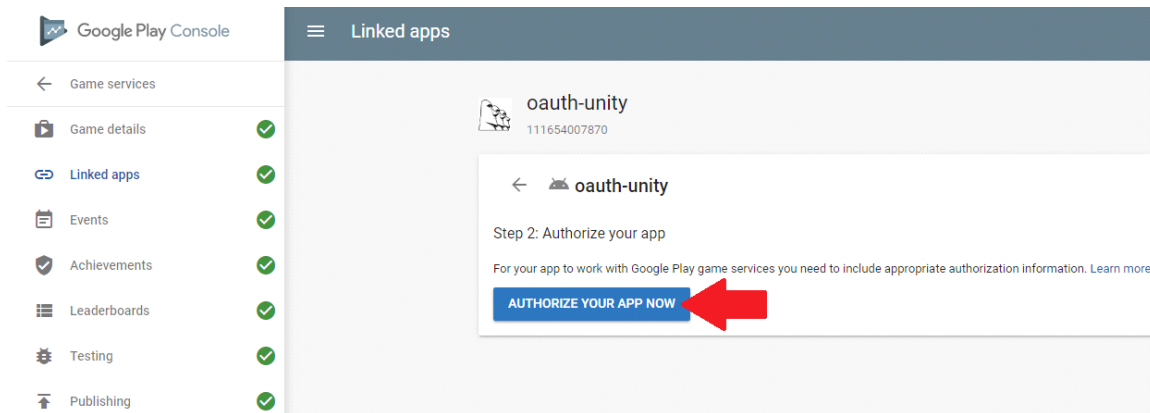 Google Play Console
Linked apps
Game services
Game details
Linked apps
Events
Achievements
Leaderboards
Testing
Publishing
oauth-unity
111654007870
oauth-unity
Step 2: Authorize your app
For your app to work with Google Play game services you need to include appropriate authorization information. Learn more
AUTHORIZE YOUR APP NOW